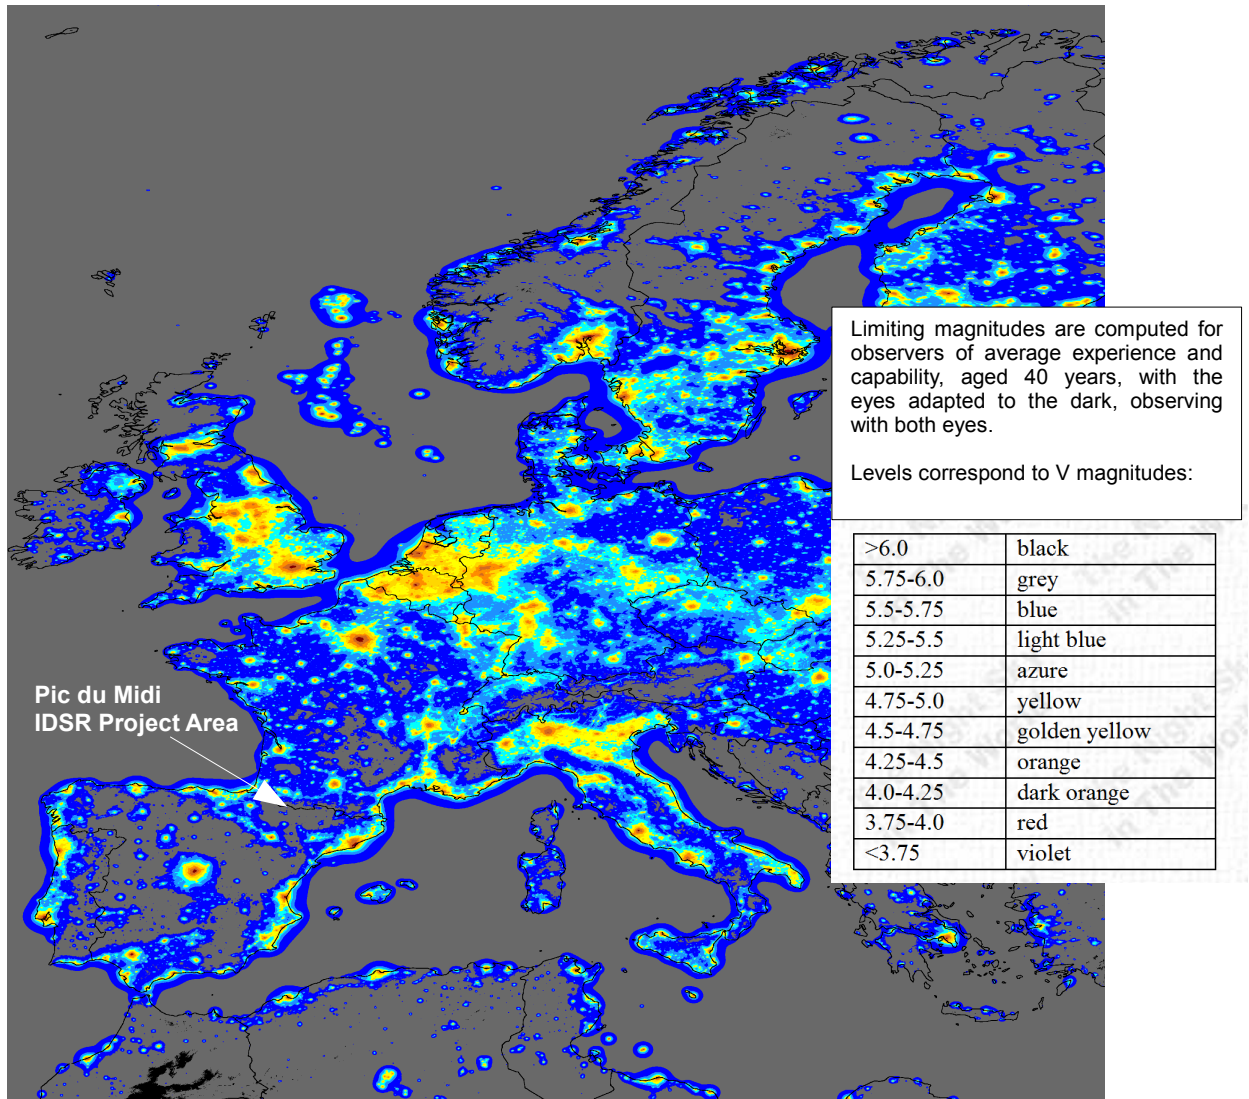 Limiting magnitudes are computed for
observers of average experience and
capability, aged 40 years, with the
eyes adapted to the dark, observing
with both eyes.
Levels correspond to V magnitudes:
>6.0 black
5.75-6.0 grey
5.5-5.75 blue
5.25-5.5 light blue
5.0-5.25 azure
4.75-5.0 yellow
4.5-4.75 golden yellow
4.25-4.5 orange
4.0-4.25 dark orange
3.75-4.0 red
<3.75 violet
Pic du Midi
IDSR Project Area